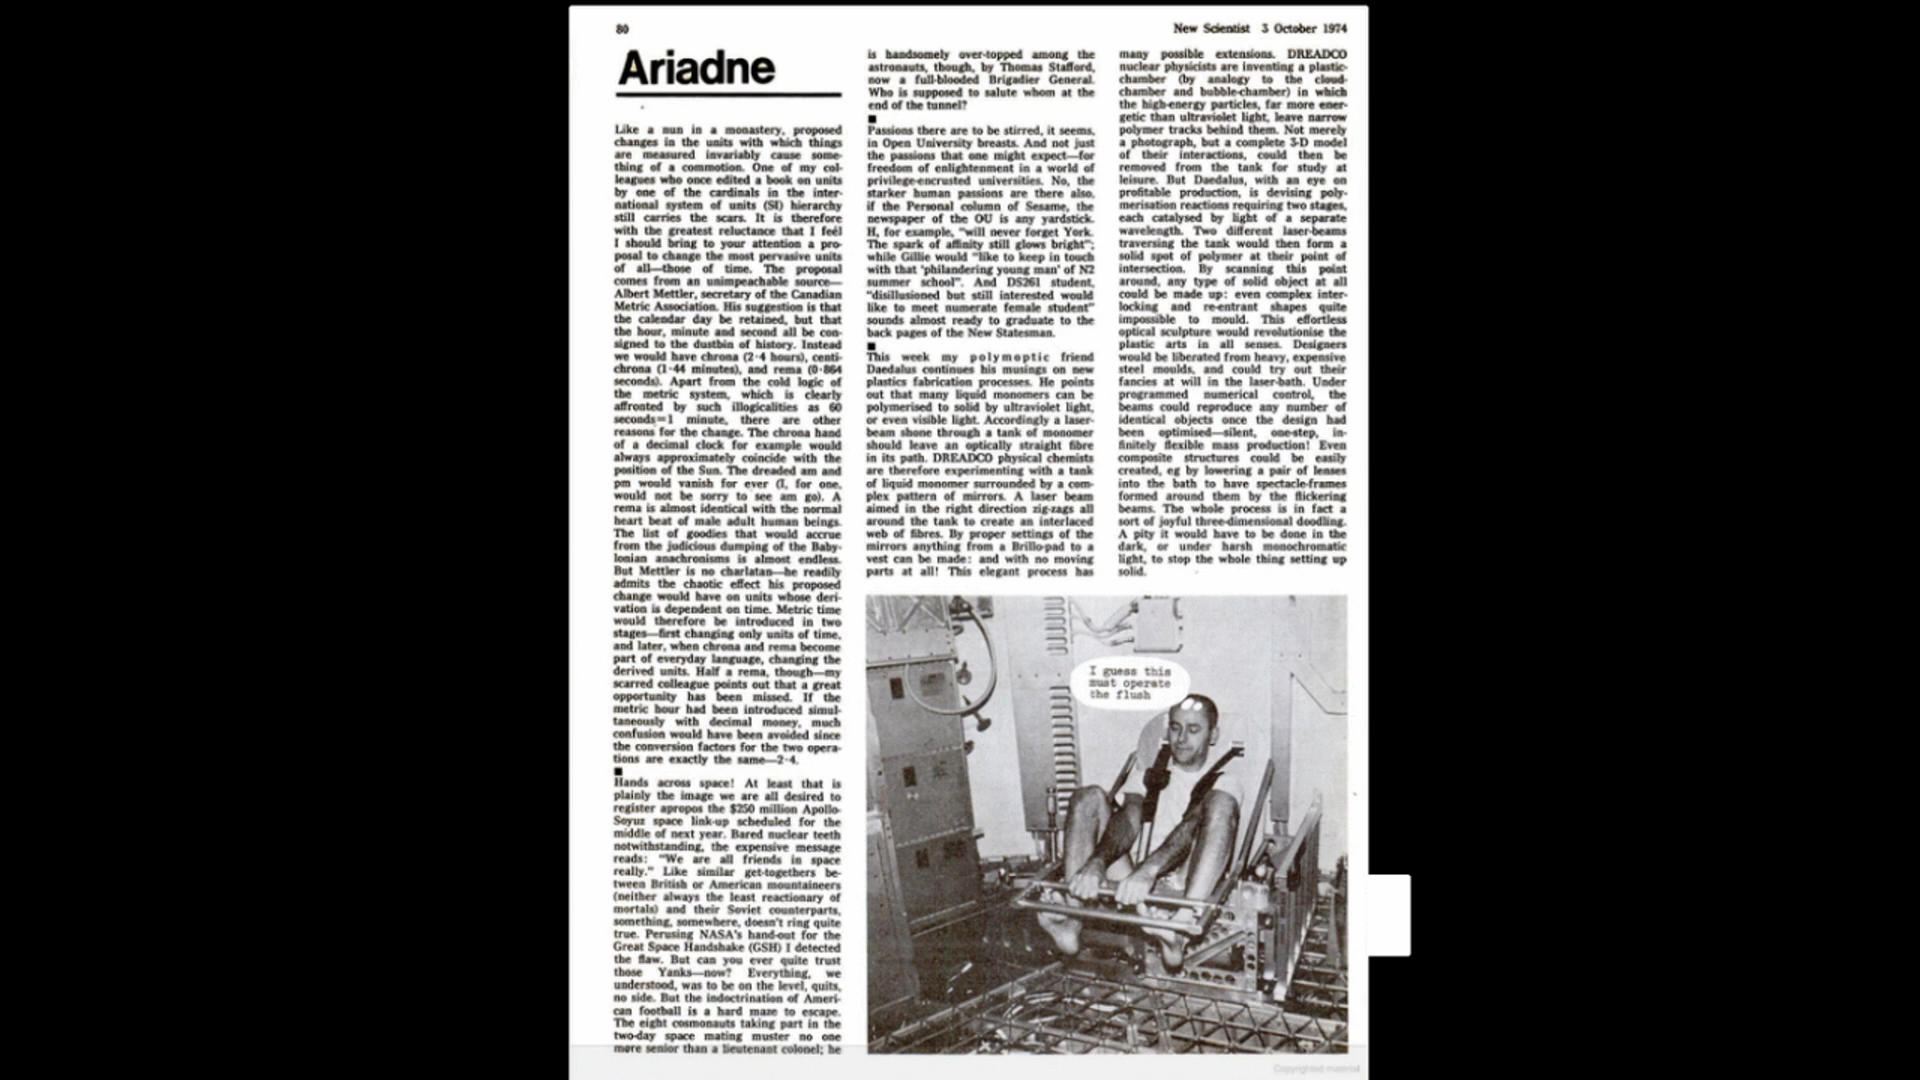 80
New Scientist 3 October 1974
Ariadne
Like a nun in a monastery, proposed
changes in the units with which things
are measured invariably cause some-
thing of a commotion. One of my col-
leagues who once edited a book on units
by one of the cardinals in the inter-
national system of units (SI) hierarchy
still carries the scars. It is therefore
with the greatest reluctance that I feel
I should bring to your attention a pro-
posal to change the most pervasive units
of all—those of time. The proposal
comes from an unimpeachable source—
Albert Mettler, secretary of the Canadian
Metric Association. His suggestion is that
the calendar day be retained, but that
the hour, minute and second all be con-
signed to the dustbin of history. Instead
we would have chrona (2·4 hours), centi-
chrona (1·44 minutes), and rema (0·864
seconds). Apart from the cold logic of
the metric system, which is clearly
affronted by such illogicalities as 60
seconds=1 minute, there are other
reasons for the change. The chrona hand
of a decimal clock for example would
always approximately coincide with the
position of the Sun. The dreaded am and
pm would vanish for ever (I, for one,
would not be sorry to see am go). A
rema is almost identical with the normal
heart beat of male adult human beings.
The list of goodies that would accrue
from the judicious dumping of the Baby-
lonian anachronisms is almost endless.
But Mettler is no charlatan—he readily
admits the chaotic effect his proposed
change would have on units whose deri-
vation is dependent on time. Metric time
would therefore be introduced in two
stages—first changing only units of time,
and later, when chrona and rema become
part of everyday language, changing the
derived units. Half a rema, though—my
scarred colleague points out that a great
opportunity has been missed. If the
metric hour had been introduced simul-
taneously with decimal money, much
confusion would have been avoided since
the conversion factors for the two opera-
tions are exactly the same—2·4.
Hands across space! At least that is
plainly the image we are all desired to
register apropos the $250 million Apollo-
Soyuz space link-up scheduled for the
middle of next year. Bared nuclear teeth
notwithstanding, the expensive message
reads: "We are all friends in space
really." Like similar get-togethers be-
tween British or American mountaineers
(neither always the least reactionary of
mortals) and their Soviet counterparts,
something, somewhere, doesn't ring quite
true. Perusing NASA's hand-out for the
Great Space Handshake (GSH) I detected
the flaw. But can you ever quite trust
those Yanks—now? Everything, we
understood, was to be on the level, quits,
no side. But the indoctrination of Ameri-
can football is a hard maze to escape.
The eight cosmonauts taking part in the
two-day space mating muster no one
more senior than a lieutenant colonel; he
is handsomely over-topped among the
astronauts, though, by Thomas Stafford,
now a full-blooded Brigadier General.
Who is supposed to salute whom at the
end of the tunnel?
Passions there are to be stirred, it seems,
in Open University breasts. And not just
the passions that one might expect—for
freedom of enlightenment in a world of
privilege-encrusted universities. No, the
starker human passions are there also,
if the Personal column of Sesame, the
newspaper of the OU is any yardstick.
H, for example, "will never forget York.
The spark of affinity still glows bright";
while Gillie would "like to keep in touch
with that 'philandering young man' of N2
summer school". And DS261 student,
"disillusioned but still interested would
like to meet numerate female student"
sounds almost ready to graduate to the
back pages of the New Statesman.
This week my polymoptic friend
Daedalus continues his musings on new
plastics fabrication processes. He points
out that many liquid monomers can be
polymerised to solid by ultraviolet light,
or even visible light. Accordingly a laser-
beam shone through a tank of monomer
should leave an optically straight fibre
in its path. DREADCO physical chemists
are therefore experimenting with a tank
of liquid monomer surrounded by a com-
plex pattern of mirrors. A laser beam
aimed in the right direction zig-zags all
around the tank to create an interlaced
web of fibres. By proper settings of the
mirrors anything from a Brillo-pad to a
vest can be made: and with no moving
parts at all! This elegant process has
many possible extensions. DREADCO
nuclear physicists are inventing a plastic-
chamber (by analogy to the cloud-
chamber and bubble-chamber) in which
the high-energy particles, far more ener-
getic than ultraviolet light, leave narrow
polymer tracks behind them. Not merely
a photograph, but a complete 3-D model
of their interactions, could then be
removed from the tank for study at
leisure. But Daedalus, with an eye on
profitable production, is devising poly-
merisation reactions requiring two stages,
each catalysed by light of a separate
wavelength. Two different laser-beams
traversing the tank would then form a
solid spot of polymer at their point of
intersection. By scanning this point
around, any type of solid object at all
could be made up: even complex inter-
locking and re-entrant shapes quite
impossible to mould. This effortless
optical sculpture would revolutionise the
plastic arts in all senses. Designers
would be liberated from heavy, expensive
steel moulds, and could try out their
fancies at will in the laser-bath. Under
programmed numerical control, the
beams could reproduce any number of
identical objects once the design had
been optimised—silent, one-step, in-
finitely flexible mass production! Even
composite structures could be easily
created, eg by lowering a pair of lenses
into the bath to have spectacle-frames
formed around them by the flickering
beams. The whole process is in fact a
sort of joyful three-dimensional doodling.
A pity it would have to be done in the
dark, or under harsh monochromatic
light, to stop the whole thing setting up
solid.
I guess this
must operate
the flush
Copyrighted material